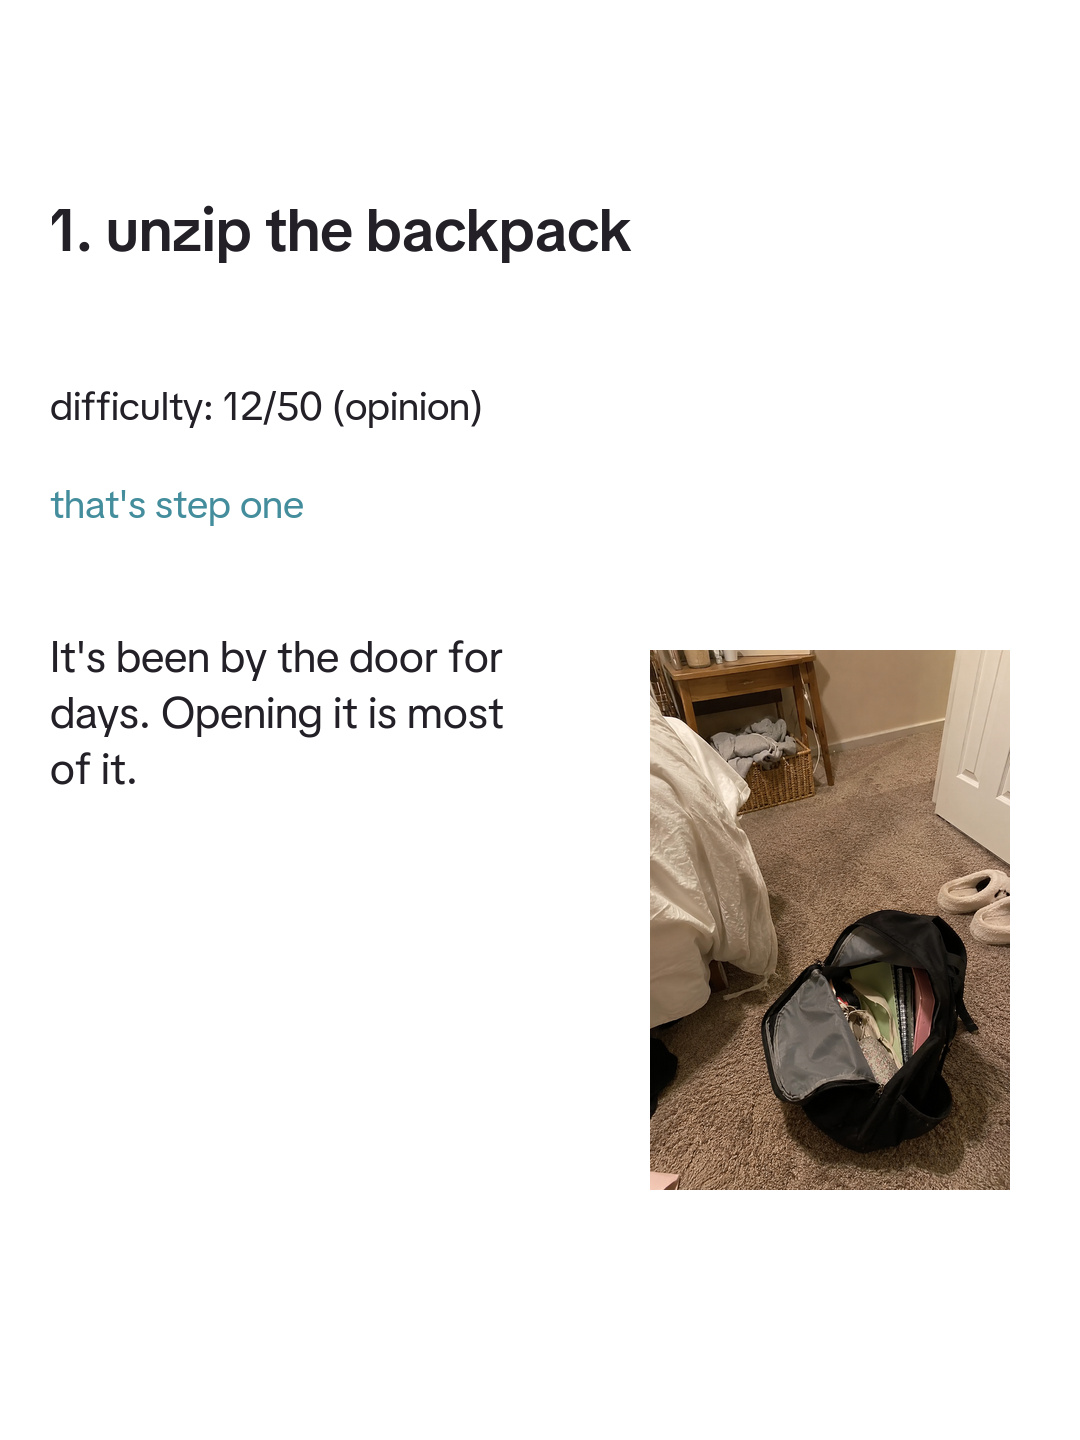 1. unzip the backpack
difficulty: 12/50 (opinion)
that's step one
It's been by the door for
days. Opening it is most
of it.